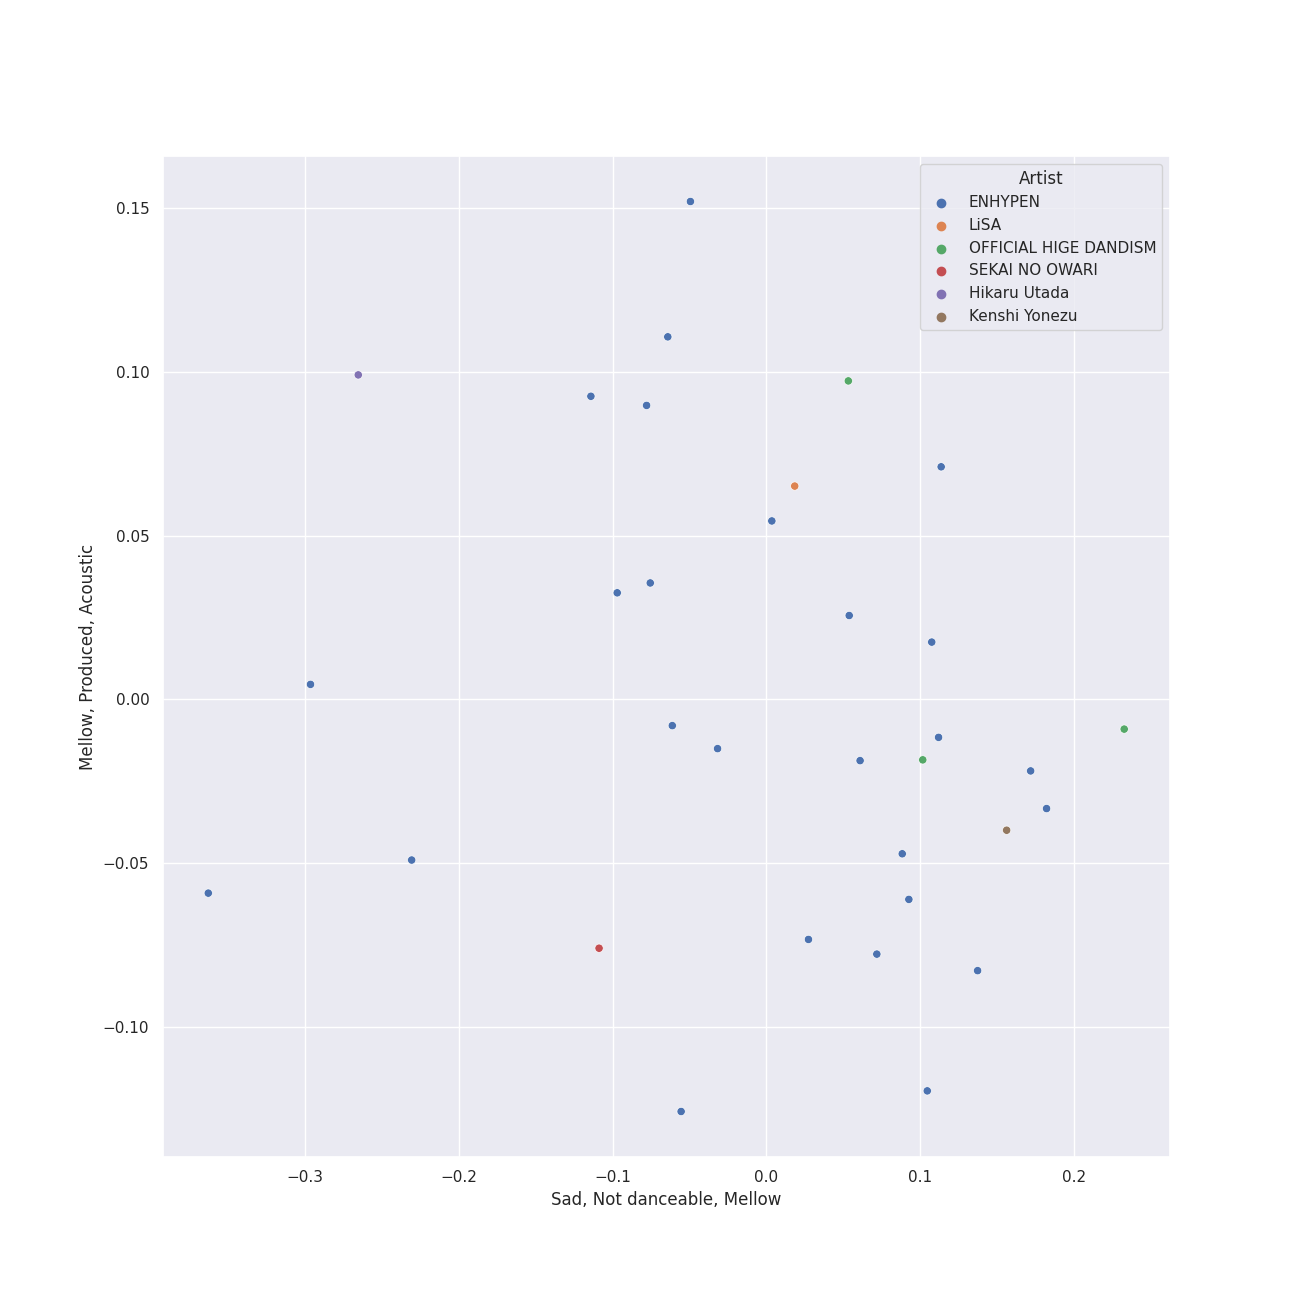 Artist
ENHYPEN
LiSA
OFFICIAL HIGE DANDISM
SEKAI NO OWARI
Hikaru Utada
Kenshi Yonezu
0.15
0.10
0.05
0.00
−0.05
−0.10
Mellow, Produced, Acoustic
−0.3
−0.2
−0.1
0.0
0.1
0.2
Sad, Not danceable, Mellow